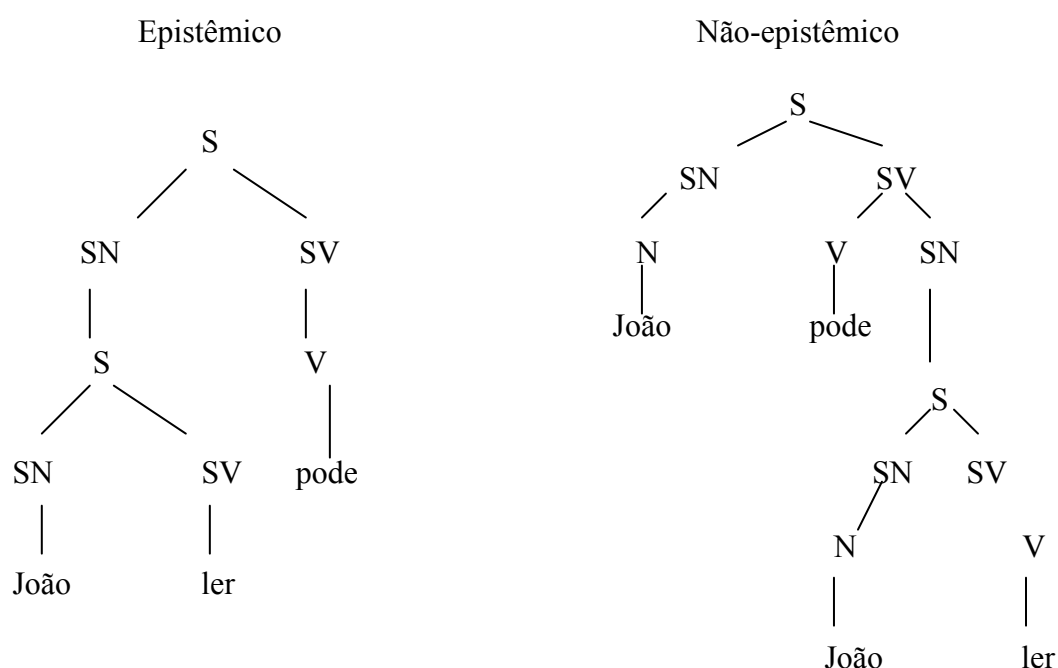 Epistêmico Não-epistêmico
S
S
SN SV
SN SV
N V SN
João pode
S V
S
SN SV pode
SN SV
N V
João ler
João ler